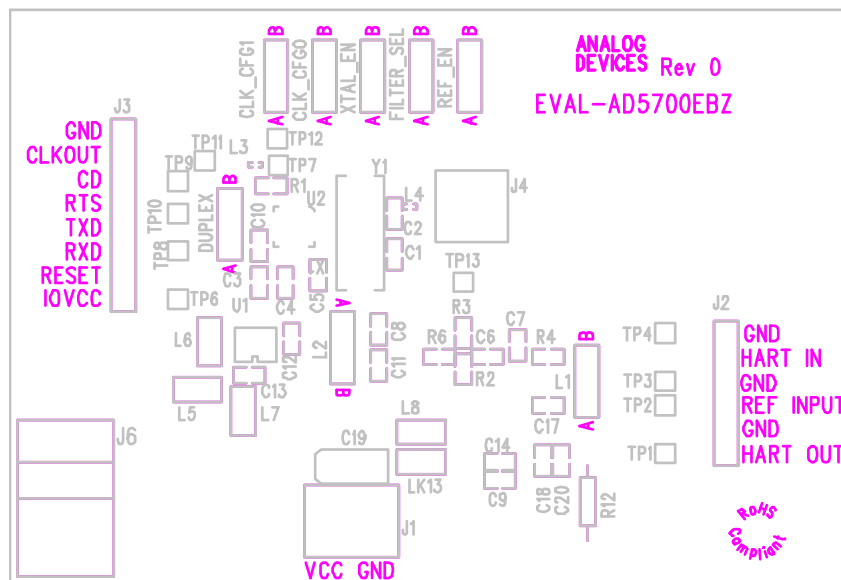 B B B B B
CLK_CFG1
CLK_CFG0
XTAL_EN
FILTER_SEL
REF_EN
A A A A A
ANALOG
DEVICES Rev 0
EVAL-AD5700EBZ
J3
GND
CLKOUT
CD
RTS
TXD
RXD
RESET
IOVCC
TP11
TP9
TP10
TP8
TP6
L3
TP12
TP7
R1
U2
Y1
L4
J4
B
DUPLEX
A
C10
C2
C1
C3
C4
C5
TP13
U1
L6
C12
A
L2
B
C8
C11
R3
R6
C6
C7
R4
R2
B
L1
A
C13
L5
L7
L8
C17
J2
TP4
TP3
TP2
TP1
GND
HART IN
GND
REF INPUT
GND
HART OUT
J6
C19
LK13
C14
C9
C18
C20
R12
J1
VCC GND
RoHS
Compliant